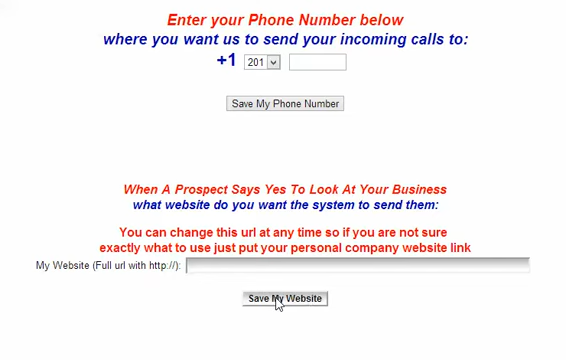 Enter your Phone Number below
where you want us to send your incoming calls to:
+1 201
Save My Phone Number
When A Prospect Says Yes To Look At Your Business
what website do you want the system to send them:
You can change this url at any time so if you are not sure
exactly what to use just put your personal company website link
My Website (Full url with http://):
Save My Website